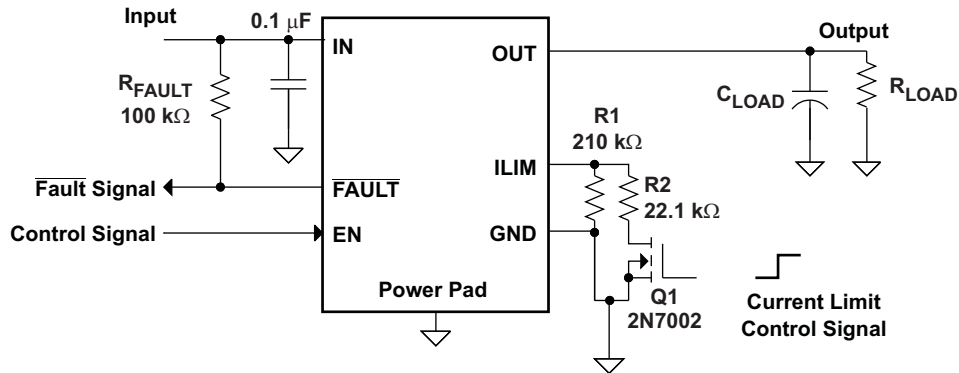 Input
0.1 μF
IN
OUT
Output
R_FAULT
100 kΩ
C_LOAD
R_LOAD
R1
210 kΩ
ILIM
R2
22.1 kΩ
Fault Signal
FAULT
Control Signal
EN
GND
Power Pad
Q1
2N7002
Current Limit
Control Signal